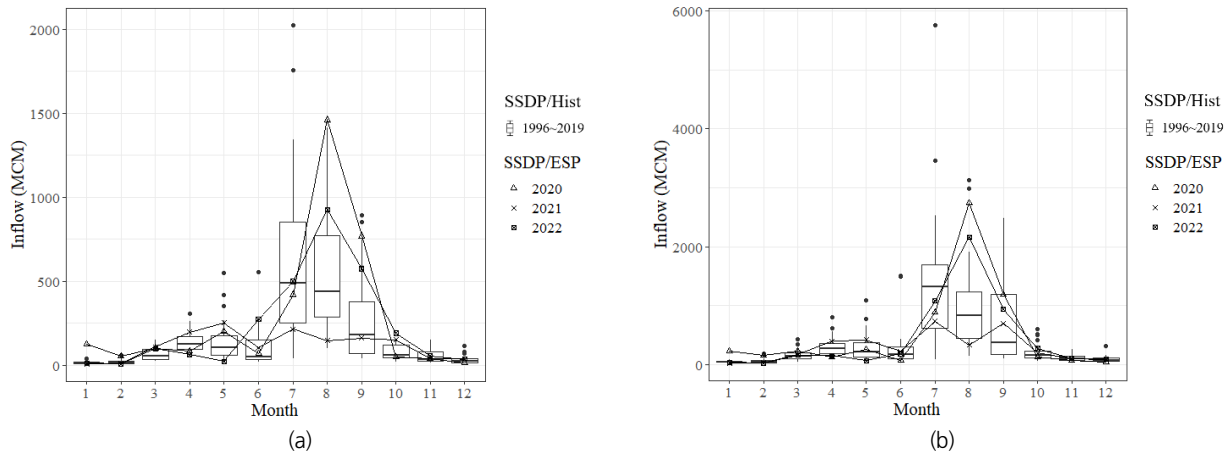 2000
1500
1000
500
0
Inflow (MCM)
1 2 3 4 5 6 7 8 9 10 11 12
Month
SSDP/Hist
1996~2019
SSDP/ESP
2020
2021
2022
(a)
6000
4000
2000
0
Inflow (MCM)
1 2 3 4 5 6 7 8 9 10 11 12
Month
SSDP/Hist
1996~2019
SSDP/ESP
2020
2021
2022
(b)